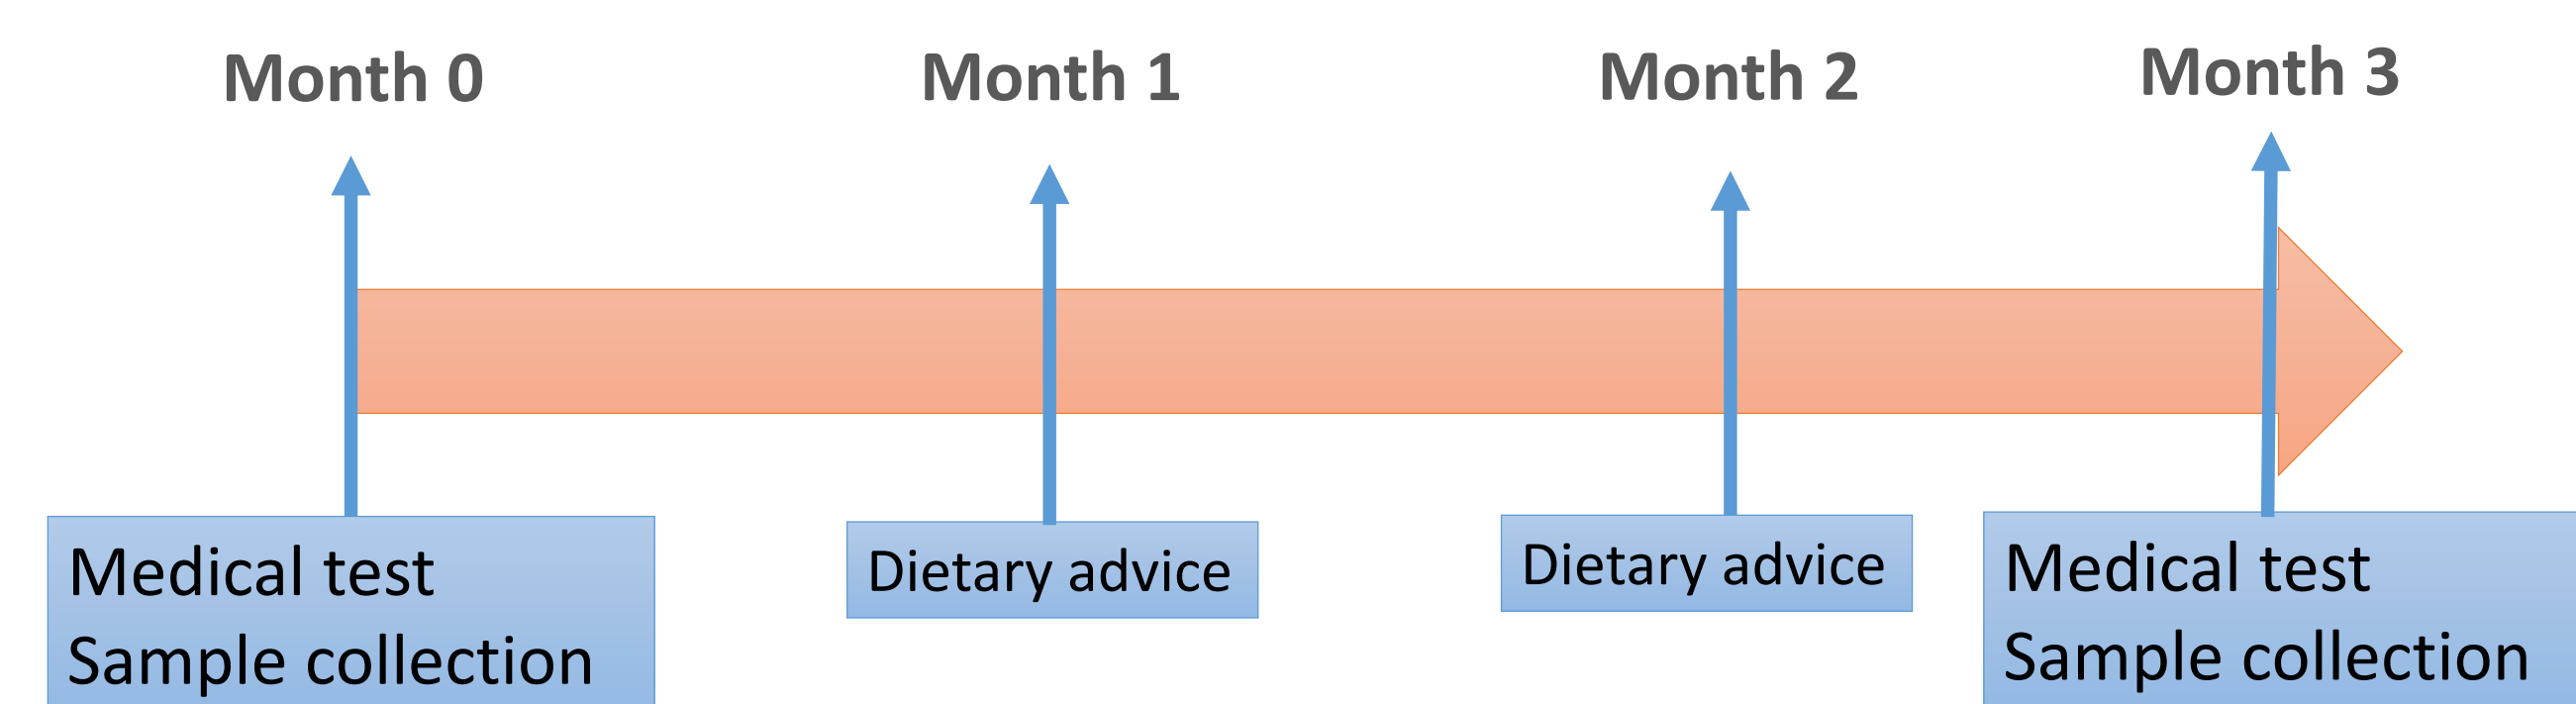 Month 0
Month 1
Month 2
Month 3
Medical test
Sample collection
Dietary advice
Dietary advice
Medical test
Sample collection